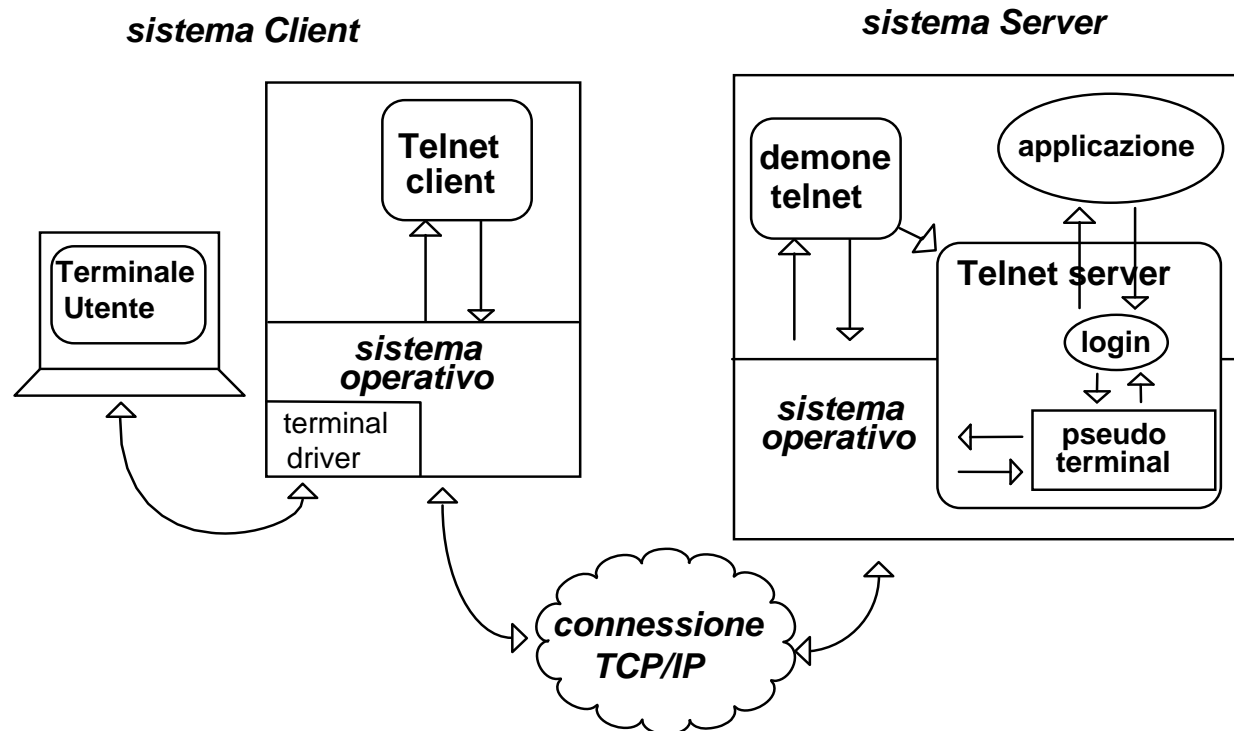 sistema Client
sistema Server
Telnet
client
demone
telnet
applicazione
Terminale
Utente
Telnet server
login
sistema
operativo
terminal
driver
sistema
operativo
pseudo
terminal
connessione
TCP/IP